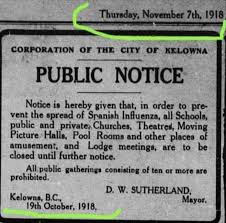 Thursday, November 7th, 1918
CORPORATION OF THE CITY OF KELOWNA
PUBLIC NOTICE
Notice is hereby given that, in order to pre-
vent the spread of Spanish Influenza, all Schools,
public and private, Churches, Theatres, Moving
Picture Halls, Pool Rooms and other places of
amusement, and Lodge meetings, are to be
closed until further notice.
All public gatherings consisting of ten or more
are prohibited.
D. W. SUTHERLAND,
Kelowna, B.C., Mayor.
19th October, 1918.